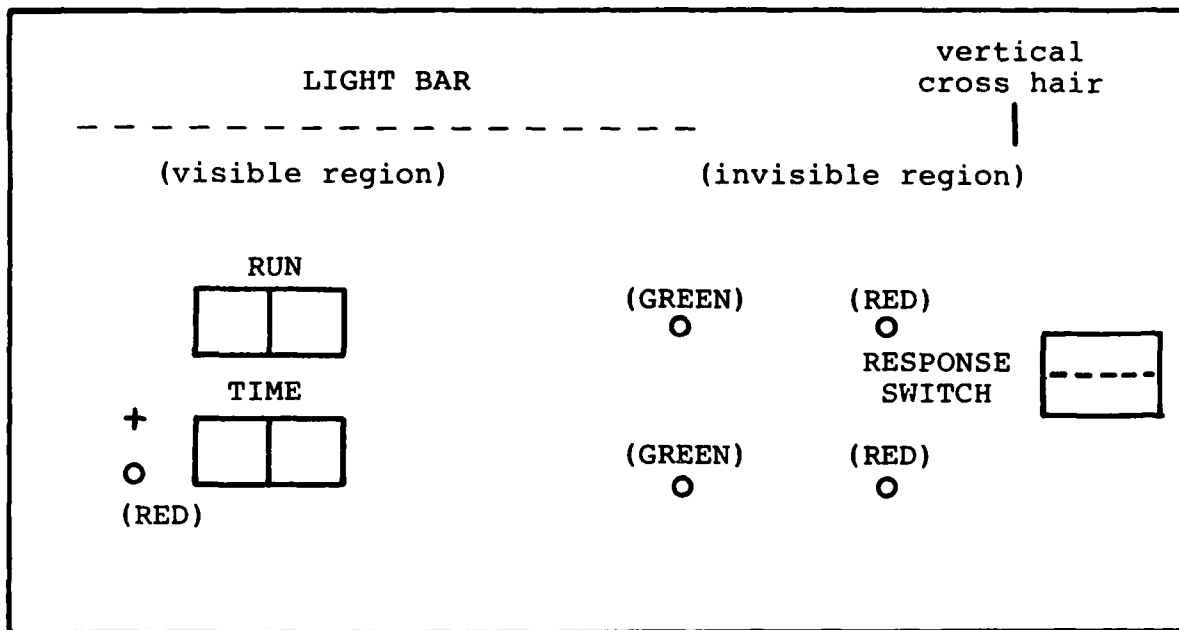 LIGHT BAR
vertical
cross hair
(visible region)
(invisible region)
RUN
(GREEN)
(RED)
TIME
RESPONSE
SWITCH
+
(GREEN)
(RED)
(RED)